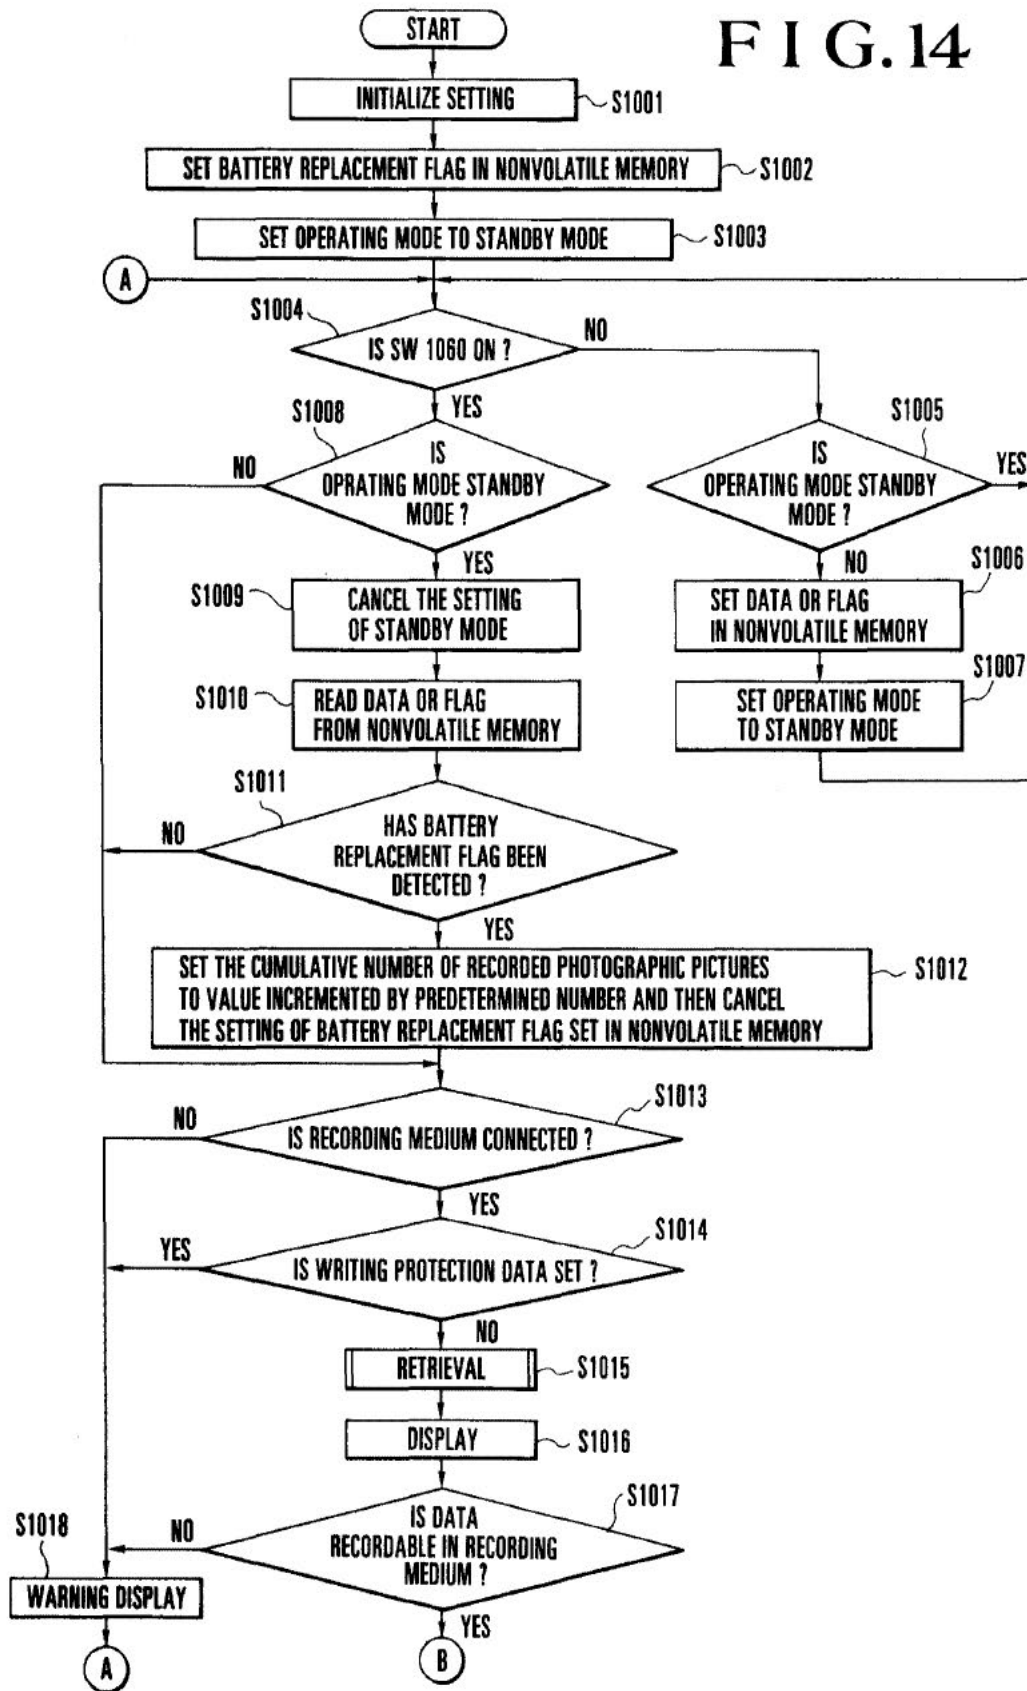 START
FIG.14
INITIALIZE SETTING
S1001
SET BATTERY REPLACEMENT FLAG IN NONVOLATILE MEMORY
S1002
SET OPERATING MODE TO STANDBY MODE
S1003
A
S1004
IS SW 1060 ON ?
NO
YES
S1008
S1005
NO
IS
OPRATING MODE STANDBY
MODE ?
IS
OPERATING MODE STANDBY
MODE ?
YES
YES
NO
S1009
CANCEL THE SETTING
OF STANDBY MODE
S1006
SET DATA OR FLAG
IN NONVOLATILE MEMORY
S1010
READ DATA OR FLAG
FROM NONVOLATILE MEMORY
S1007
SET OPERATING MODE
TO STANDBY MODE
S1011
NO
HAS BATTERY
REPLACEMENT FLAG BEEN
DETECTED ?
YES
SET THE CUMULATIVE NUMBER OF RECORDED PHOTOGRAPHIC PICTURES
TO VALUE INCREMENTED BY PREDETERMINED NUMBER AND THEN CANCEL
THE SETTING OF BATTERY REPLACEMENT FLAG SET IN NONVOLATILE MEMORY
S1012
S1013
NO
IS RECORDING MEDIUM CONNECTED ?
YES
S1014
YES
IS WRITING PROTECTION DATA SET ?
NO
RETRIEVAL
S1015
DISPLAY
S1016
S1017
NO
IS DATA
RECORDABLE IN RECORDING
MEDIUM ?
S1018
WARNING DISPLAY
YES
A
B